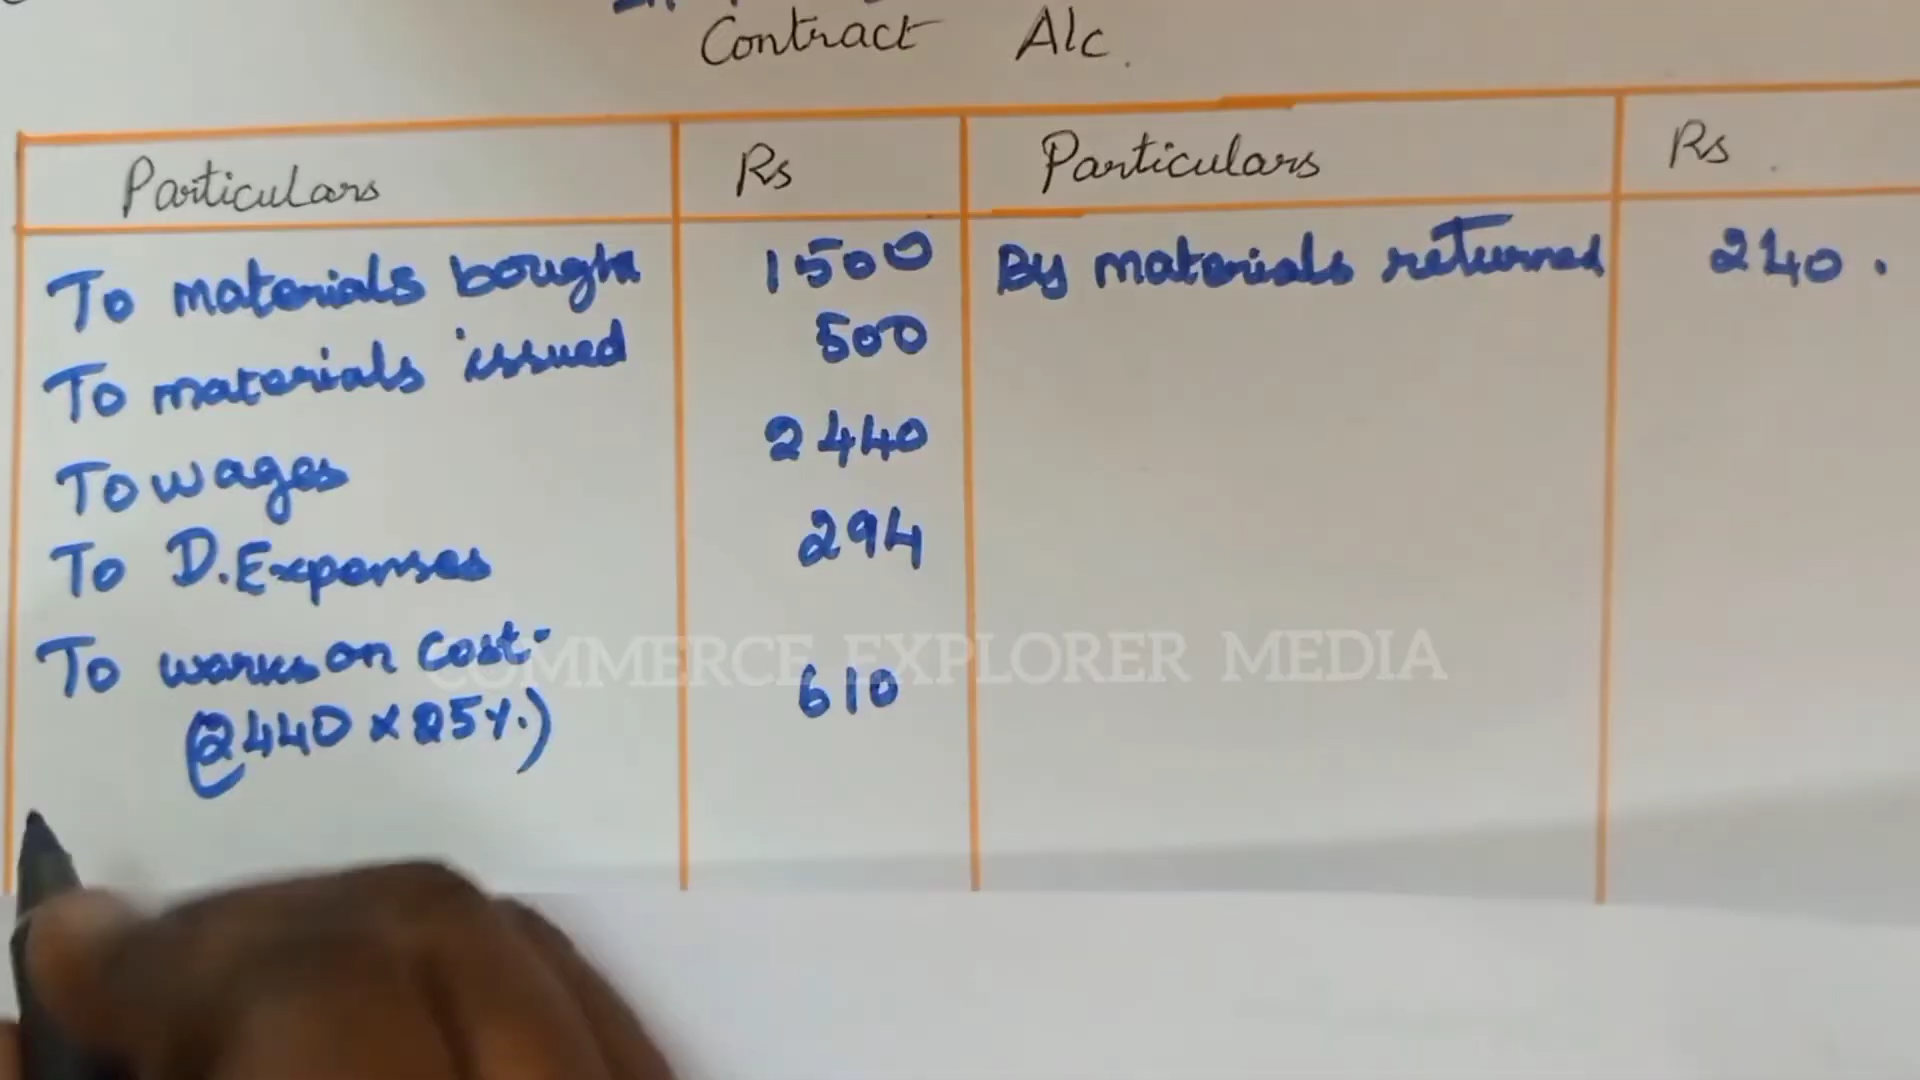 Contract A/c.
Particulars Rs Particulars Rs.
To materials bought 1500 By materials returned 240.
To materials issued 500
To wages 2440
To D.Expenses 294
To works on cost- 610
(2440 x 25%.)
COMMERCE EXPLORER MEDIA